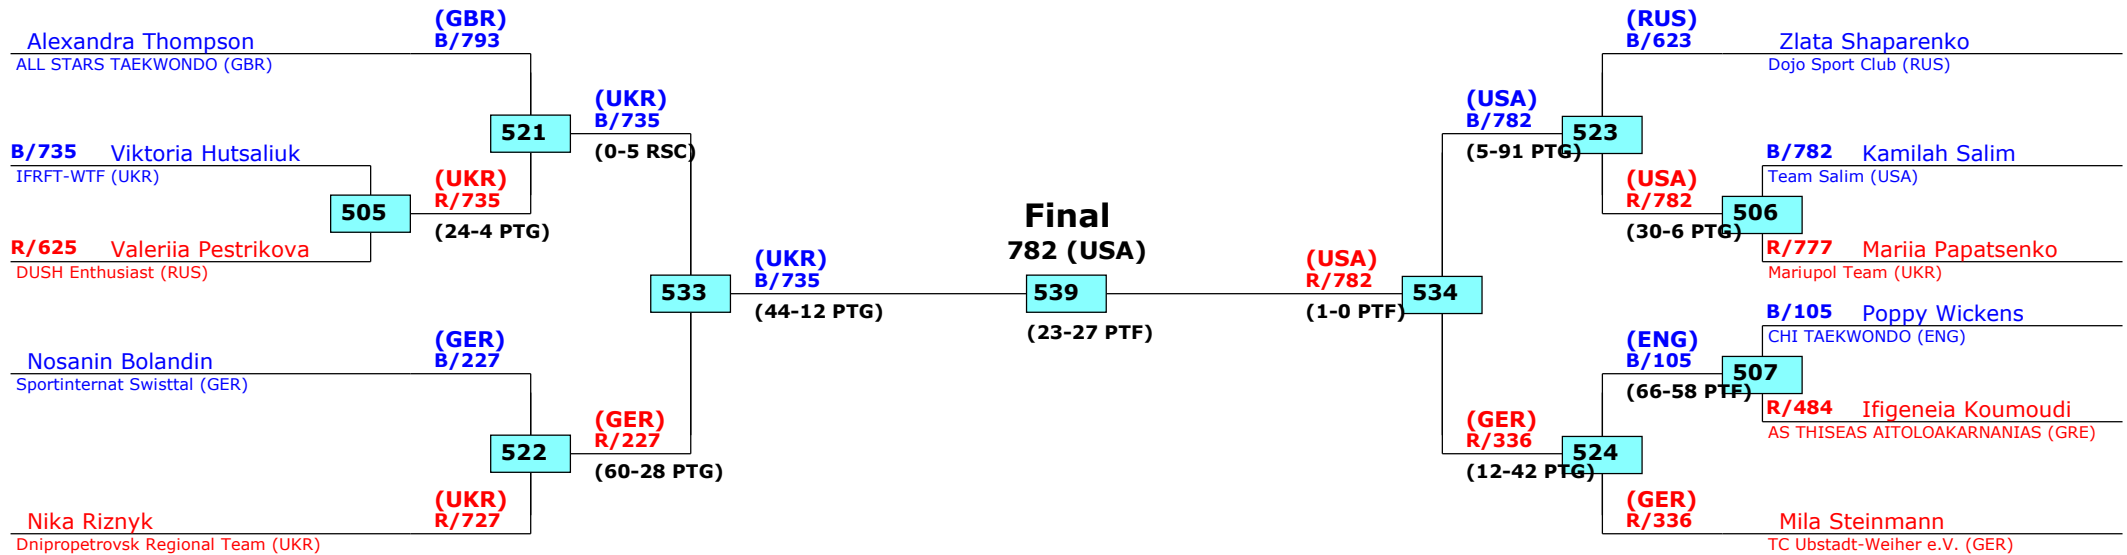 (GBR)
B/793
Alexandra Thompson
ALL STARS TAEKWONDO (GBR)
521
(UKR)
B/735
(0-5 RSC)
B/735 Viktoria Hutsaliuk
IFRFT-WTF (UKR)
505
(UKR)
R/735
(24-4 PTG)
R/625 Valeriia Pestrikova
DUSH Enthusiast (RUS)
533
(UKR)
B/735
(44-12 PTG)
(GER)
B/227
Nosanin Bolandin
Sportinternat Swisttal (GER)
522
(GER)
R/227
(60-28 PTG)
(UKR)
R/727
Nika Riznyk
Dnipropetrovsk Regional Team (UKR)
Final
782 (USA)
539
(23-27 PTF)
(USA)
R/782
(1-0 PTF)
534
(USA)
B/782
(5-91 PTG)
523
(RUS)
B/623
Zlata Shaparenko
Dojo Sport Club (RUS)
(USA)
R/782
(30-6 PTG)
506
B/782 Kamilah Salim
Team Salim (USA)
R/777 Mariia Papatsenko
Mariupol Team (UKR)
(GER)
R/336
(12-42 PTG)
524
(ENG)
B/105
(66-58 PTF)
507
B/105 Poppy Wickens
CHI TAEKWONDO (ENG)
R/484 Ifigeneia Koumoudi
AS THISEAS AITOLOAKARNANIAS (GRE)
(GER)
R/336
Mila Steinmann
TC Ubstadt-Weiher e.V. (GER)